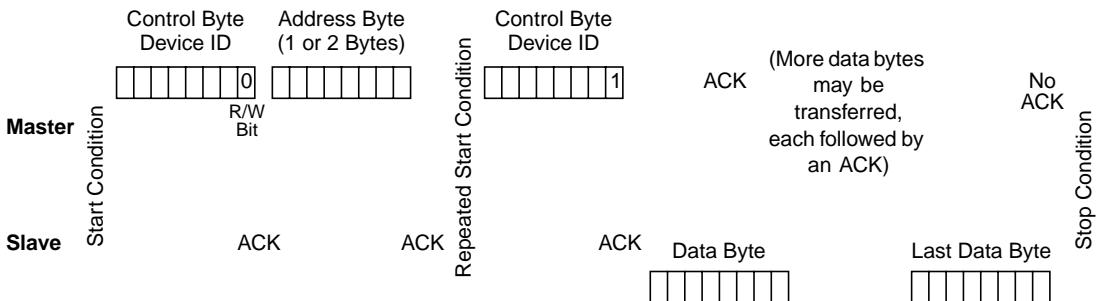 Control Byte
Device ID
Address Byte
(1 or 2 Bytes)
Control Byte
Device ID
0
1
R/W
Bit
ACK
(More data bytes
may be
transferred,
each followed by
an ACK)
No
ACK
Master
Start Condition
Repeated Start Condition
Stop Condition
Slave
ACK
ACK
ACK
Data Byte
Last Data Byte